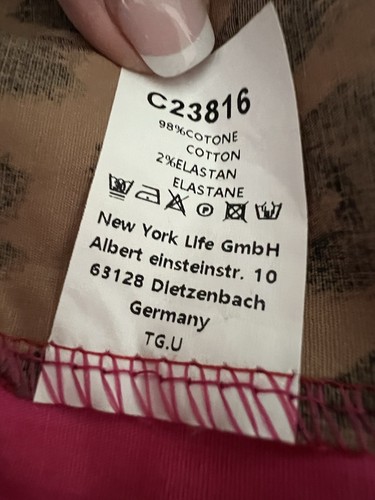 C23816
98%COTONE
COTTON
2%ELASTAN
ELASTANE
P
New York Life GmbH
Albert einsteinstr. 10
63128 Dietzenbach
Germany
TG.U